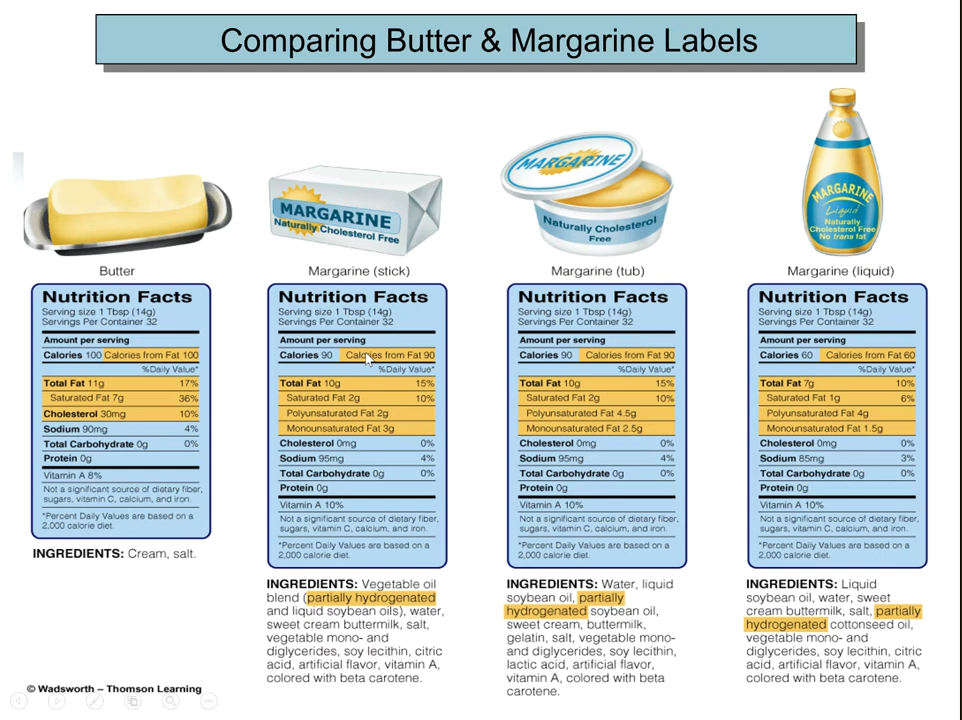 Comparing Butter & Margarine Labels
Butter
Nutrition Facts
Serving size 1 Tbsp (14g)
Servings Per Container 32
Amount per serving
Calories 100 Calories from Fat 100
%Daily Value*
Total Fat 11g 17%
Saturated Fat 7g 36%
Cholesterol 30mg 10%
Sodium 90mg 4%
Total Carbohydrate 0g 0%
Protein 0g
Vitamin A 8%
Not a significant source of dietary fiber,
sugars, vitamin C, calcium, and iron.
*Percent Daily Values are based on a
2,000 calorie diet.
INGREDIENTS: Cream, salt.
MARGARINE
Naturally Cholesterol Free
Margarine (stick)
Nutrition Facts
Serving size 1 Tbsp (14g)
Servings Per Container 32
Amount per serving
Calories 90 Calories from Fat 90
%Daily Value*
Total Fat 10g 15%
Saturated Fat 2g 10%
Polyunsaturated Fat 2g
Monounsaturated Fat 3g
Cholesterol 0mg 0%
Sodium 95mg 4%
Total Carbohydrate 0g 0%
Protein 0g
Vitamin A 10%
Not a significant source of dietary fiber,
sugars, vitamin C, calcium, and iron.
*Percent Daily Values are based on a
2,000 calorie diet.
INGREDIENTS: Vegetable oil
blend (partially hydrogenated
and liquid soybean oils), water,
sweet cream buttermilk, salt,
vegetable mono- and
diglycerides, soy lecithin, citric
acid, artificial flavor, vitamin A,
colored with beta carotene.
MARGARINE
Naturally Cholesterol
Free
Margarine (tub)
Nutrition Facts
Serving size 1 Tbsp (14g)
Servings Per Container 32
Amount per serving
Calories 90 Calories from Fat 90
%Daily Value*
Total Fat 10g 15%
Saturated Fat 2g 10%
Polyunsaturated Fat 4.5g
Monounsaturated Fat 2.5g
Cholesterol 0mg 0%
Sodium 95mg 4%
Total Carbohydrate 0g 0%
Protein 0g
Vitamin A 10%
Not a significant source of dietary fiber,
sugars, vitamin C, calcium, and iron.
*Percent Daily Values are based on a
2,000 calorie diet.
INGREDIENTS: Water, liquid
soybean oil, partially
hydrogenated soybean oil,
sweet cream, buttermilk,
gelatin, salt, vegetable mono-
and diglycerides, soy lecithin,
lactic acid, artificial flavor,
vitamin A, colored with beta
carotene.
MARGARINE
Liquid
Naturally
Cholesterol Free
No trans fat
Margarine (liquid)
Nutrition Facts
Serving size 1 Tbsp (14g)
Servings Per Container 32
Amount per serving
Calories 60 Calories from Fat 60
%Daily Value*
Total Fat 7g 10%
Saturated Fat 1g 6%
Polyunsaturated Fat 4g
Monounsaturated Fat 1.5g
Cholesterol 0mg 0%
Sodium 85mg 3%
Total Carbohydrate 0g 0%
Protein 0g
Vitamin A 10%
Not a significant source of dietary fiber,
sugars, vitamin C, calcium, and iron.
*Percent Daily Values are based on a
2,000 calorie diet.
INGREDIENTS: Liquid
soybean oil, water, sweet
cream buttermilk, salt, partially
hydrogenated cottonseed oil,
vegetable mono- and
diglycerides, soy lecithin, citric
acid, artificial flavor, vitamin A,
colored with beta carotene.
© Wadsworth – Thomson Learning